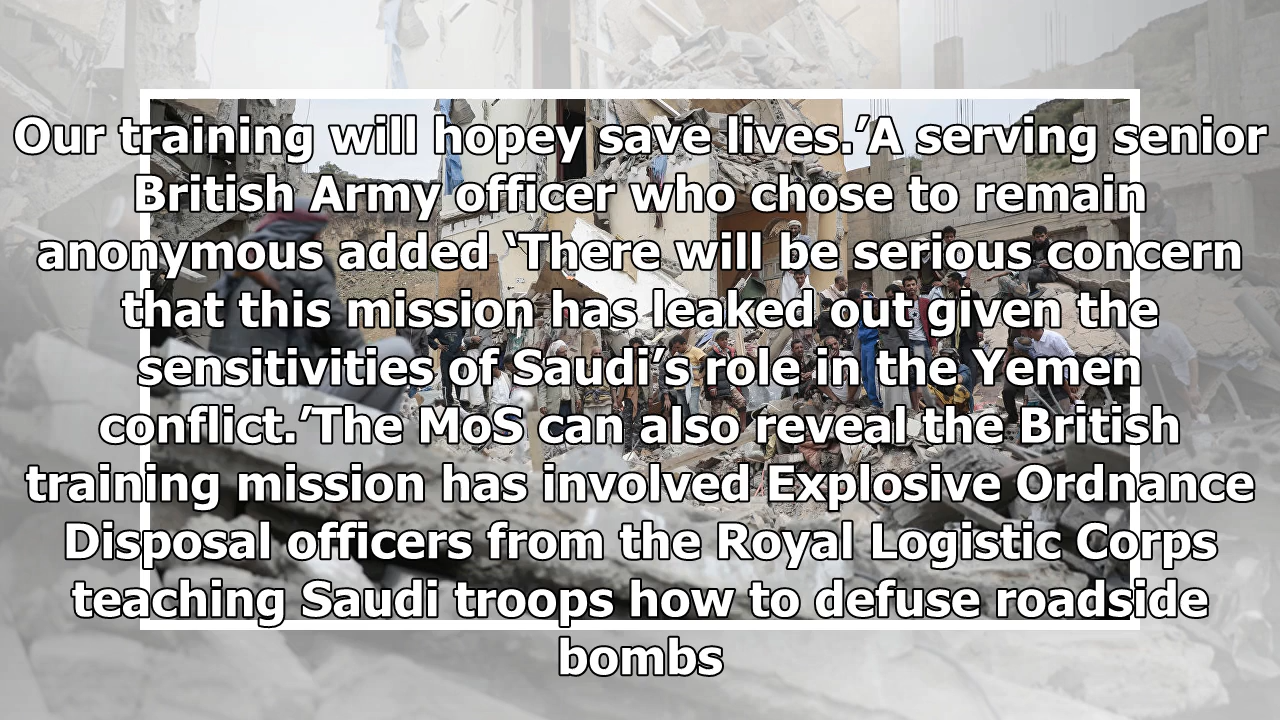 Our training will hopey save lives.’A serving senior
British Army officer who chose to remain
anonymous added ‘There will be serious concern
that this mission has leaked out given the
sensitivities of Saudi’s role in the Yemen
conflict.’The MoS can also reveal the British
training mission has involved Explosive Ordnance
Disposal officers from the Royal Logistic Corps
teaching Saudi troops how to defuse roadside
bombs